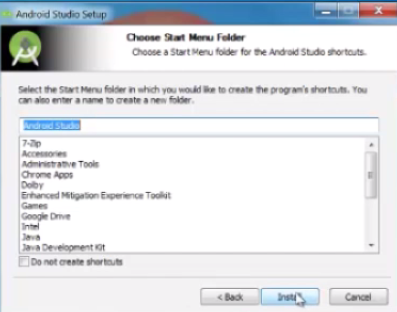 Android Studio Setup
Choose Start Menu Folder
Choose a Start Menu folder for the Android Studio shortcuts.
Select the Start Menu folder in which you would like to create the program's shortcuts. You
can also enter a name to create a new folder.
Android Studio
7-Zip
Accessories
Administrative Tools
Chrome Apps
Dolby
Enhanced Mitigation Experience Toolkit
Games
Google Drive
Intel
Java
Java Development Kit
Do not create shortcuts
< Back
Install
Cancel